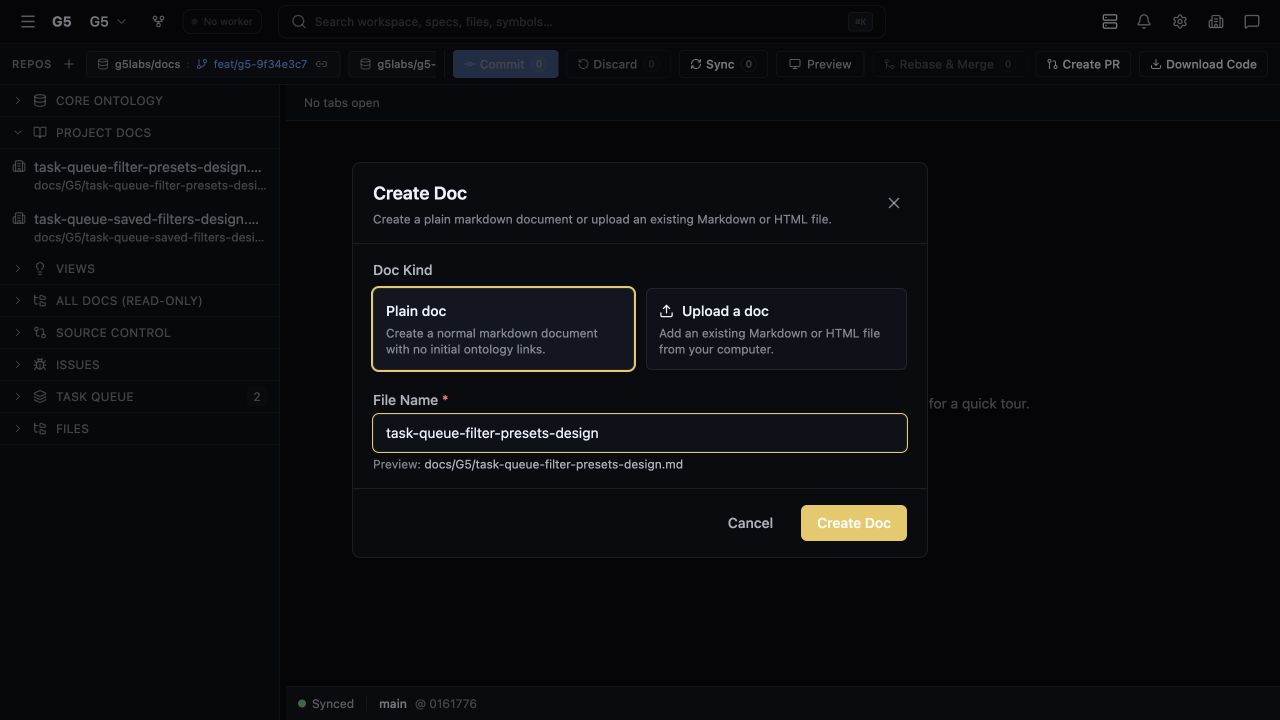 G5
G5
No worker
Search workspace, specs, files, symbols...
⌘K
REPOS
g5labs/docs : feat/g5-9f34e3c7
g5labs/g5-
Commit 0
Discard 0
Sync 0
Preview
Rebase & Merge 0
Create PR
Download Code
CORE ONTOLOGY
PROJECT DOCS
task-queue-filter-presets-design....
docs/G5/task-queue-filter-presets-desi...
task-queue-saved-filters-design....
docs/G5/task-queue-saved-filters-desi...
VIEWS
ALL DOCS (READ-ONLY)
SOURCE CONTROL
ISSUES
TASK QUEUE 2
FILES
No tabs open
Create Doc
Create a plain markdown document or upload an existing Markdown or HTML file.
Doc Kind
Plain doc
Create a normal markdown document
with no initial ontology links.
Upload a doc
Add an existing Markdown or HTML file
from your computer.
File Name *
task-queue-filter-presets-design
Preview: docs/G5/task-queue-filter-presets-design.md
Cancel
Create Doc
for a quick tour.
Synced
main @ 0161776